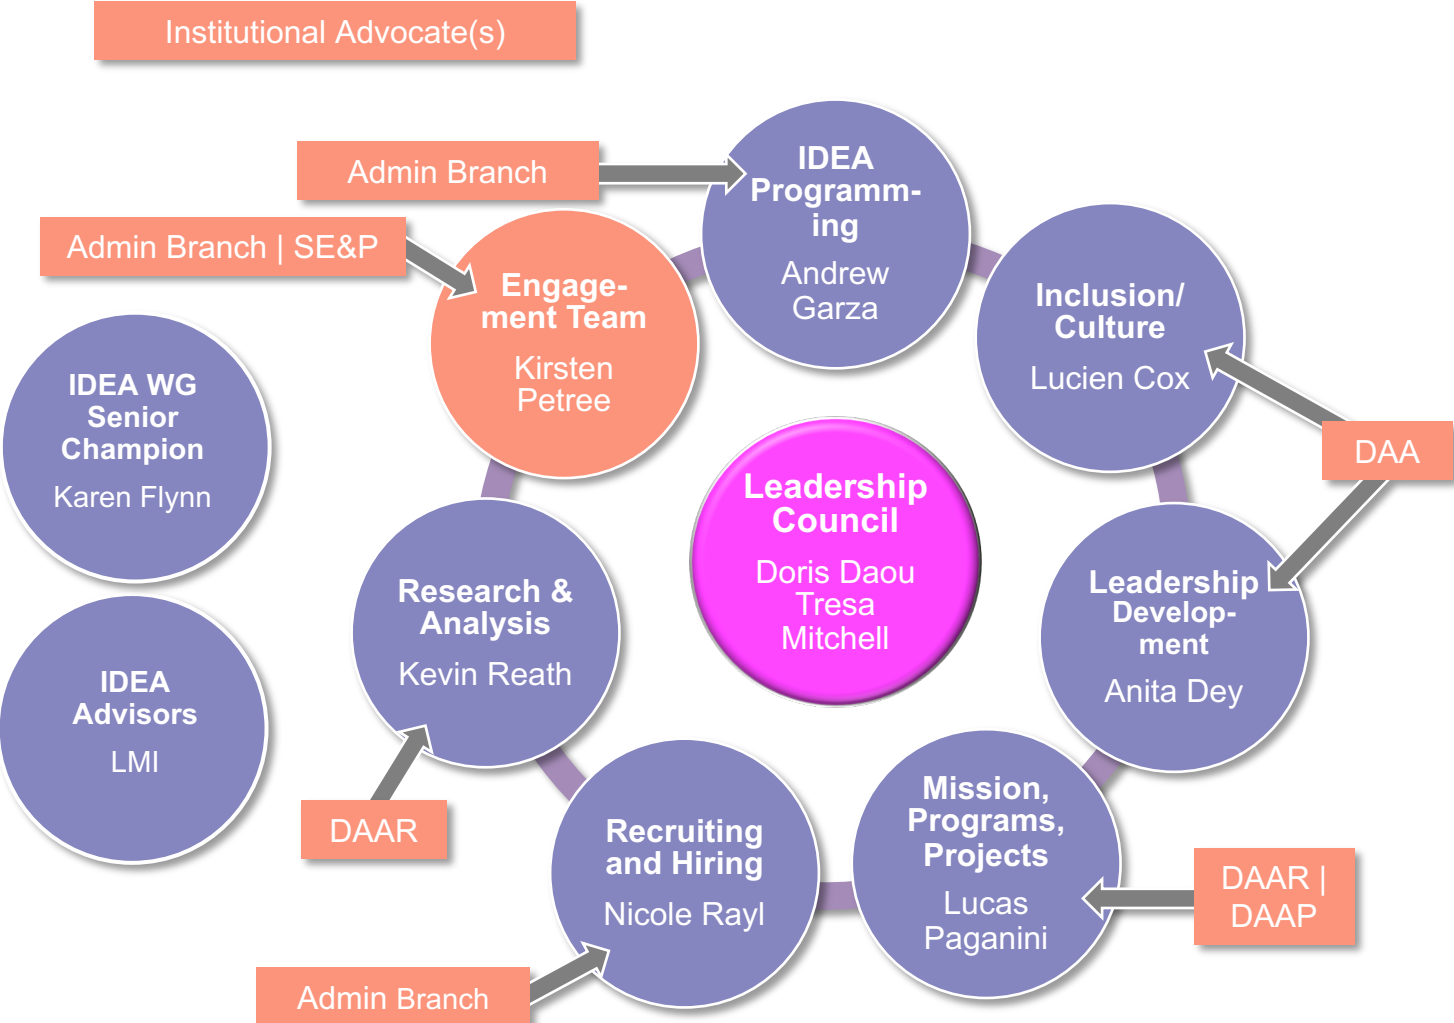 Institutional Advocate(s)
Admin Branch
IDEA
Programm-
ing
Andrew
Garza
Admin Branch | SE&P
Engage-
ment Team
Kirsten
Petree
Inclusion/
Culture
Lucien Cox
IDEA WG
Senior
Champion
Karen Flynn
DAA
Leadership
Council
Doris Daou
Tresa
Mitchell
Research &
Analysis
Kevin Reath
Leadership
Develop-
ment
Anita Dey
IDEA
Advisors
LMI
DAAR
Recruiting
and Hiring
Nicole Rayl
Mission,
Programs,
Projects
Lucas
Paganini
DAAR |
DAAP
Admin Branch